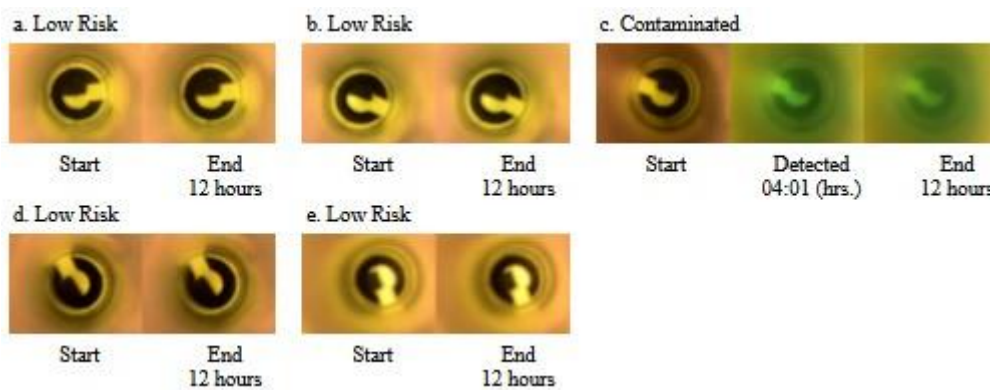 a. Low Risk
b. Low Risk
c. Contaminated
Start
End
12 hours
Start
End
12 hours
Start
Detected
04:01 (hrs.)
End
12 hours
d. Low Risk
e. Low Risk
Start
End
12 hours
Start
End
12 hours